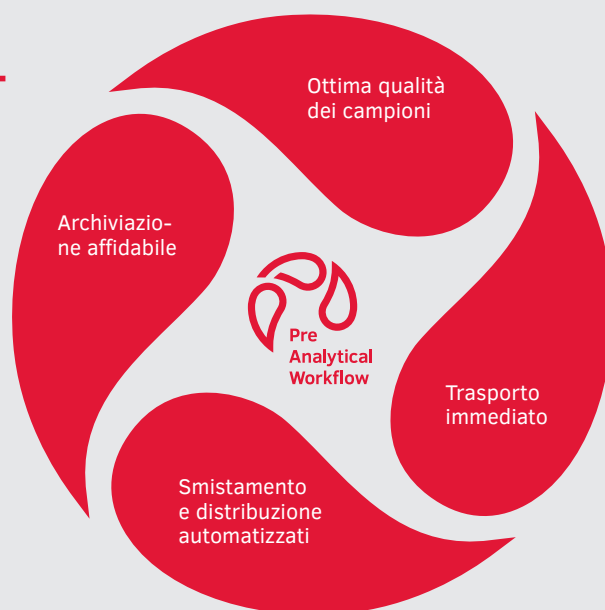 Ottima qualità
dei campioni
Archiviazio-
ne affidabile
Pre
Analytical
Workflow
Trasporto
immediato
Smistamento
e distribuzione
automatizzati